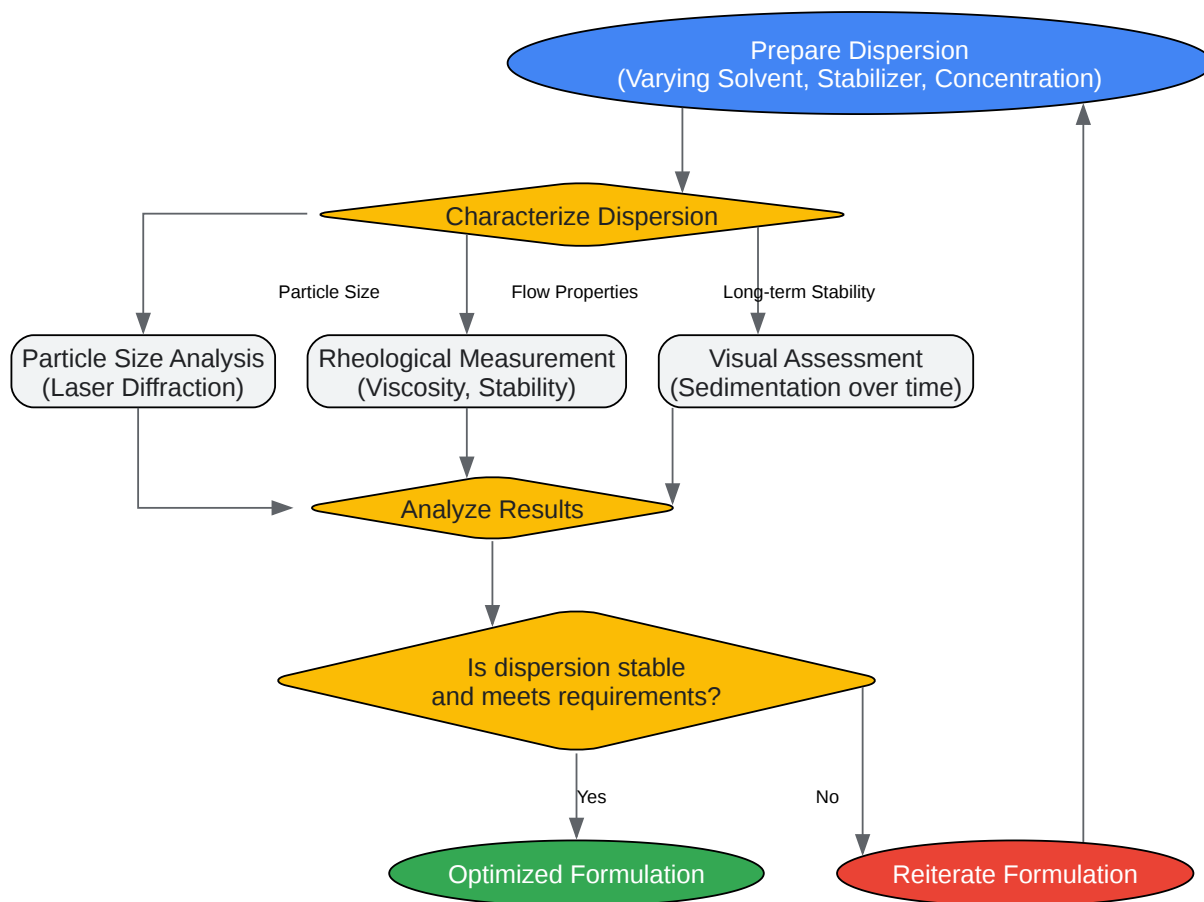 Prepare Dispersion
(Varying Solvent, Stabilizer, Concentration)
Characterize Dispersion
Particle Size
Flow Properties
Long-term Stability
Particle Size Analysis
(Laser Diffraction)
Rheological Measurement
(Viscosity, Stability)
Visual Assessment
(Sedimentation over time)
Analyze Results
Is dispersion stable
and meets requirements?
Yes
No
Optimized Formulation
Reiterate Formulation